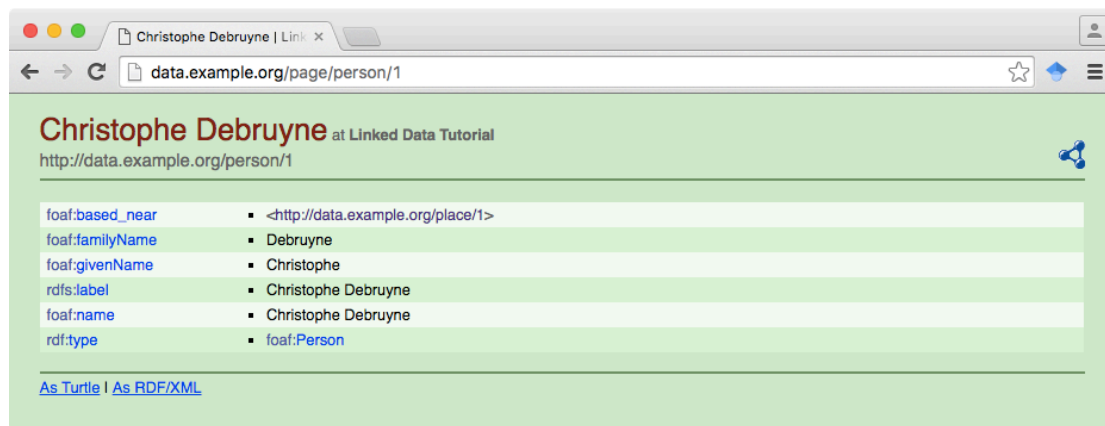 Christophe Debruyne | Link
data.example.org/page/person/1
Christophe Debruyne at Linked Data Tutorial
http://data.example.org/person/1
foaf:based_near ▪ <http://data.example.org/place/1>
foaf:familyName ▪ Debruyne
foaf:givenName ▪ Christophe
rdfs:label ▪ Christophe Debruyne
foaf:name ▪ Christophe Debruyne
rdf:type ▪ foaf:Person
As Turtle | As RDF/XML